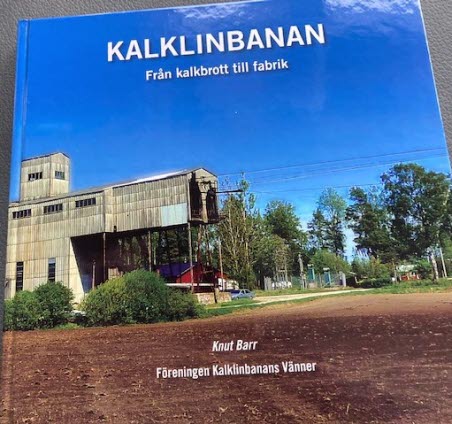 KALKLINBANAN
Från kalkbrott till fabrik
Knut Barr
Föreningen Kalklinbanans Vänner